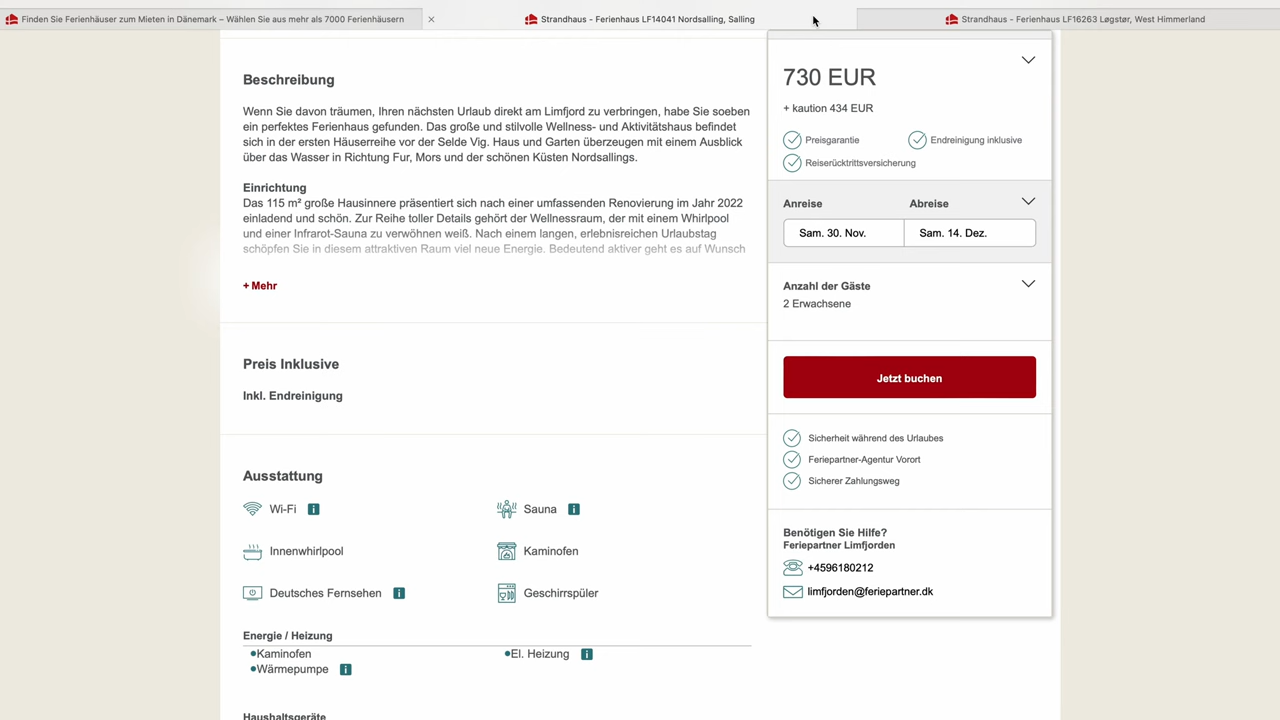 Finden Sie Ferienhäuser zum Mieten in Dänemark – Wählen Sie aus mehr als 7000 Ferienhäusern
Strandhaus - Ferienhaus LF14041 Nordsalling, Salling
Strandhaus - Ferienhaus LF16263 Løgstør, West Himmerland
Beschreibung
Wenn Sie davon träumen, Ihren nächsten Urlaub direkt am Limfjord zu verbringen, habe Sie soeben
ein perfektes Ferienhaus gefunden. Das große und stilvolle Wellness- und Aktivitätshaus befindet
sich in der ersten Häuserreihe vor der Selde Vig. Haus und Garten überzeugen mit einem Ausblick
über das Wasser in Richtung Fur, Mors und der schönen Küsten Nordsallings.
Einrichtung
Das 115 m² große Hausinnere präsentiert sich nach einer umfassenden Renovierung im Jahr 2022
einladend und schön. Zur Reihe toller Details gehört der Wellnessraum, der mit einem Whirlpool
und einer Infrarot-Sauna zu verwöhnen weiß. Nach einem langen, erlebnisreichen Urlaubstag
schöpfen Sie in diesem attraktiven Raum viel neue Energie. Bedeutend aktiver geht es auf Wunsch
+ Mehr
Preis Inklusive
Inkl. Endreinigung
Ausstattung
Wi-Fi
Sauna
Innenwhirlpool
Kaminofen
Deutsches Fernsehen
Geschirrspüler
Energie / Heizung
Kaminofen
El. Heizung
Wärmepumpe
Haushaltsgeräte
730 EUR
+ kaution 434 EUR
Preisgarantie
Endreinigung inklusive
Reiserücktrittsversicherung
Anreise
Abreise
Sam. 30. Nov.
Sam. 14. Dez.
Anzahl der Gäste
2 Erwachsene
Jetzt buchen
Sicherheit während des Urlaubes
Feriepartner-Agentur Vorort
Sicherer Zahlungsweg
Benötigen Sie Hilfe?
Feriepartner Limfjorden
+4596180212
limfjorden@feriepartner.dk